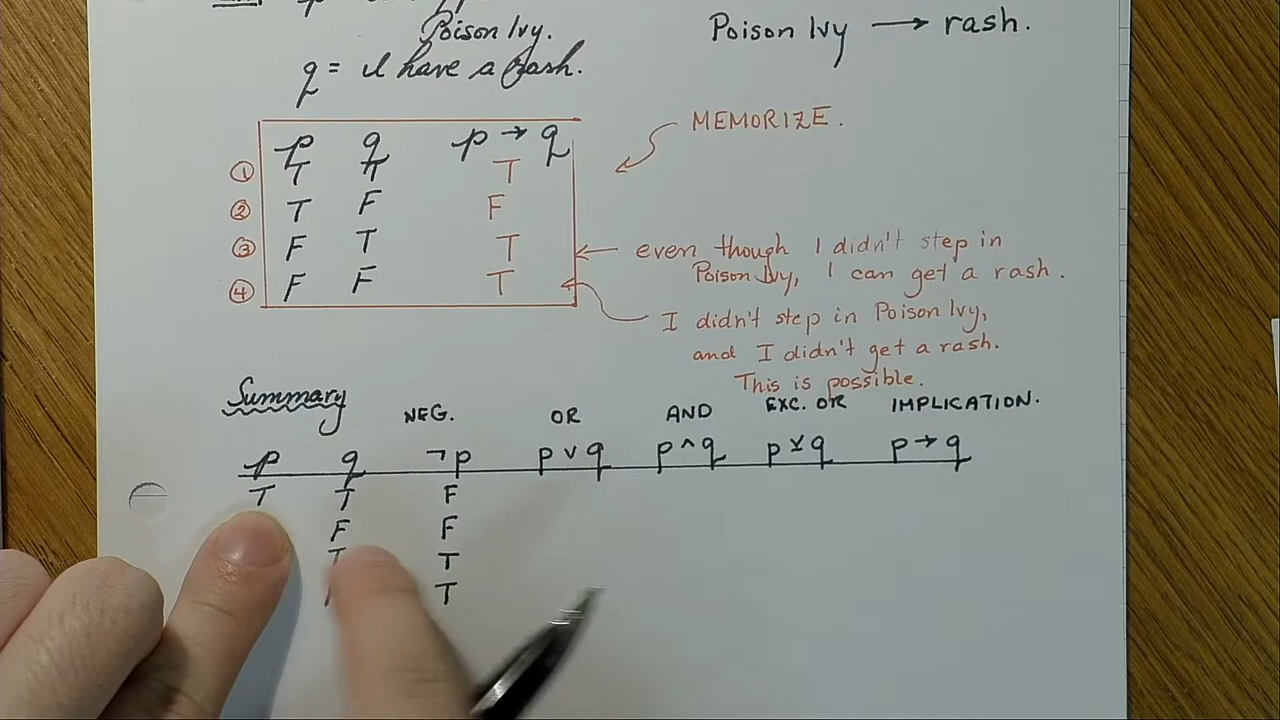 Poison Ivy.
q = I have a rash.
Poison Ivy → rash.
p q p → q
① T T T
② T F F
③ F T T
④ F F T
MEMORIZE.
even though I didn't step in
Poison Ivy, I can get a rash.
I didn't step in Poison Ivy,
and I didn't get a rash.
This is possible.
Summary
NEG. OR AND EXC. OR IMPLICATION.
p q ¬p p ∨ q p ∧ q p ⊻ q p → q
T T F
F F
T T
T